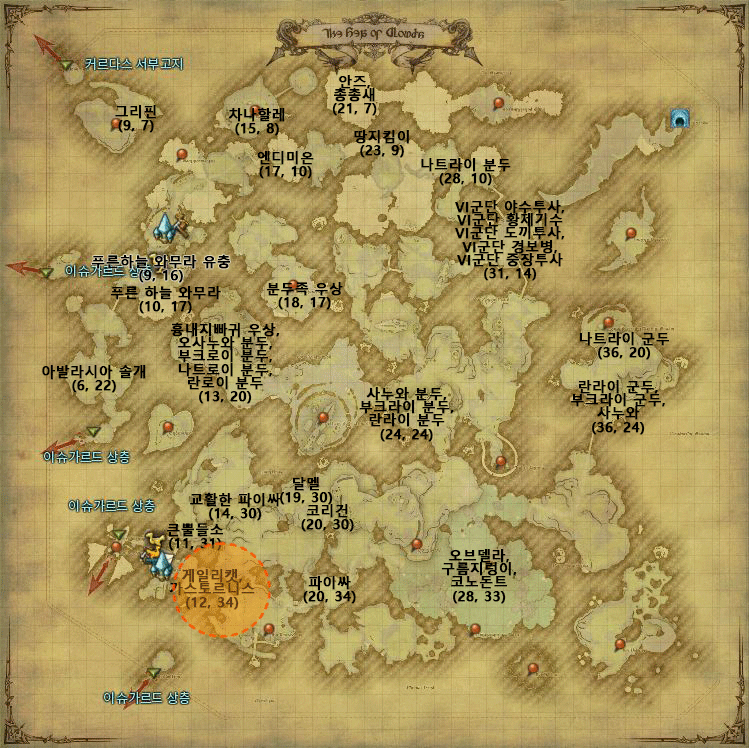 커르다스 서부고지
그리핀
(9, 7)
차나할레
(15, 8)
안즈,
총총새
(21, 7)
땅지킴이
(23, 9)
엔디미온
(17, 10)
나트라이 분두
(28, 10)
VI군단 야수투사,
VI군단 황제기수
VI군단 도끼투사,
VI군단 경보병,
VI군단 중장투사
(31, 14)
푸른하늘 와무라 유충
(9, 16)
푸른 하늘 와무라
(10, 17)
분두족 우상
(18, 17)
흉내지빠귀 우상,
오사누와 분두,
부크로이 분두,
나트로이 분두,
란로이 분두
(13, 20)
나트라이 군두
(36, 20)
아발라시아 솔개
(6, 22)
란라이 군두,
부크라이 군두,
사누와
(36, 24)
사누와 분두,
부크라이 분두,
란라이 분두
(24, 24)
이슈가르드 상층
이슈가르드 상층
달멜
(19, 30)
교활한 파이싸
(14, 30)
코리건
(20, 30)
큰뿔들소
(11, 31)
게일리캣,
가스토르니스
(12, 34)
파이싸
(20, 34)
오브델라,
구름지렁이,
코노돈트
(28, 33)
이슈가르드 상층